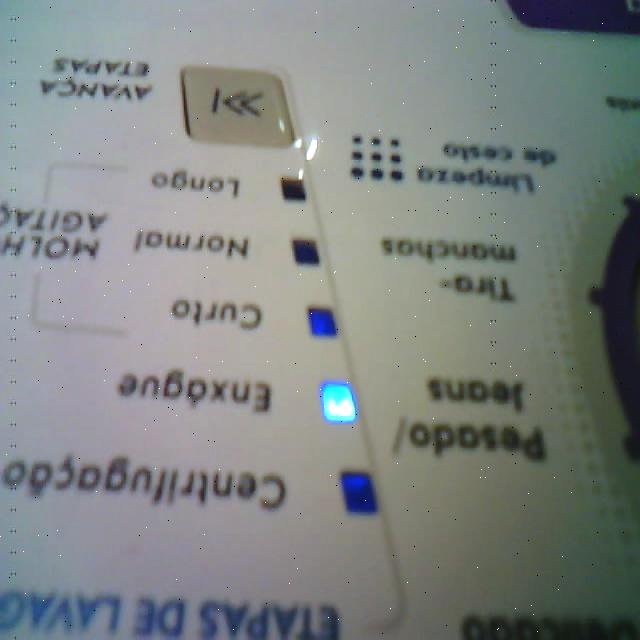 ETAPAS DE LAVAG
Centrifugação
Enxágue
Curto
Normal
Longo
MOLH
AGITAÇ
AVANÇA
ETAPAS
Pesado/
Jeans
Tira-
manchas
Limpeza
de cesto